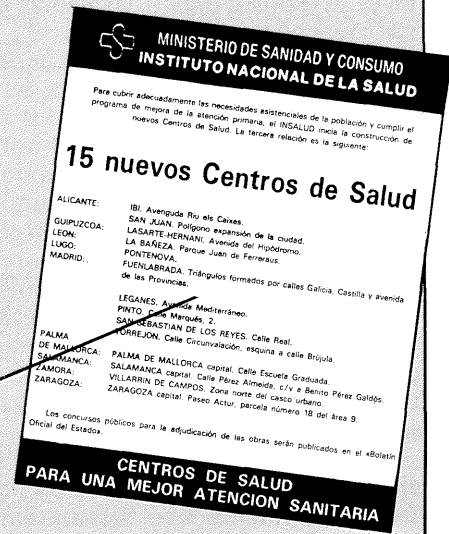 MINISTERIO DE SANIDAD Y CONSUMO
INSTITUTO NACIONAL DE LA SALUD
Para cubrir adecuadamente las necesidades asistenciales de la población y cumplir el
programa de mejora de la atención primaria, el INSALUD inicia la construcción de
nuevos Centros de Salud. La tercera relación es la siguiente:
15 nuevos Centros de Salud
ALICANTE: IBI. Avenguda Riu els Caixes.
SAN JUAN. Polígono expansión de la ciudad.
GUIPUZCOA: LASARTE-HERNANI. Avenida del Hipódromo.
LEON: LA BAÑEZA. Parque Juan de Ferreraus.
LUGO: PONTENOVA.
MADRID: FUENLABRADA. Triángulos formados por calles Galicia, Castilla y avenida
de las Provincias.
LEGANES. Avenida Mediterráneo.
PINTO. Calle Marqués, 2.
SAN SEBASTIAN DE LOS REYES. Calle Real.
TORREJON. Calle Circunvalación, esquina a calle Brújula.
PALMA
DE MALLORCA: PALMA DE MALLORCA capital. Calle Escuela Graduada.
SALAMANCA: SALAMANCA capital. Calle Pérez Almeida, c/v a Benito Pérez Galdós.
ZAMORA: VILLARRIN DE CAMPOS. Zona norte del casco urbano.
ZARAGOZA: ZARAGOZA capital. Paseo Actur, parcela número 18 del área 9.
Los concursos públicos para la adjudicación de las obras serán publicados en el «Boletín
Oficial del Estado».
CENTROS DE SALUD
PARA UNA MEJOR ATENCION SANITARIA